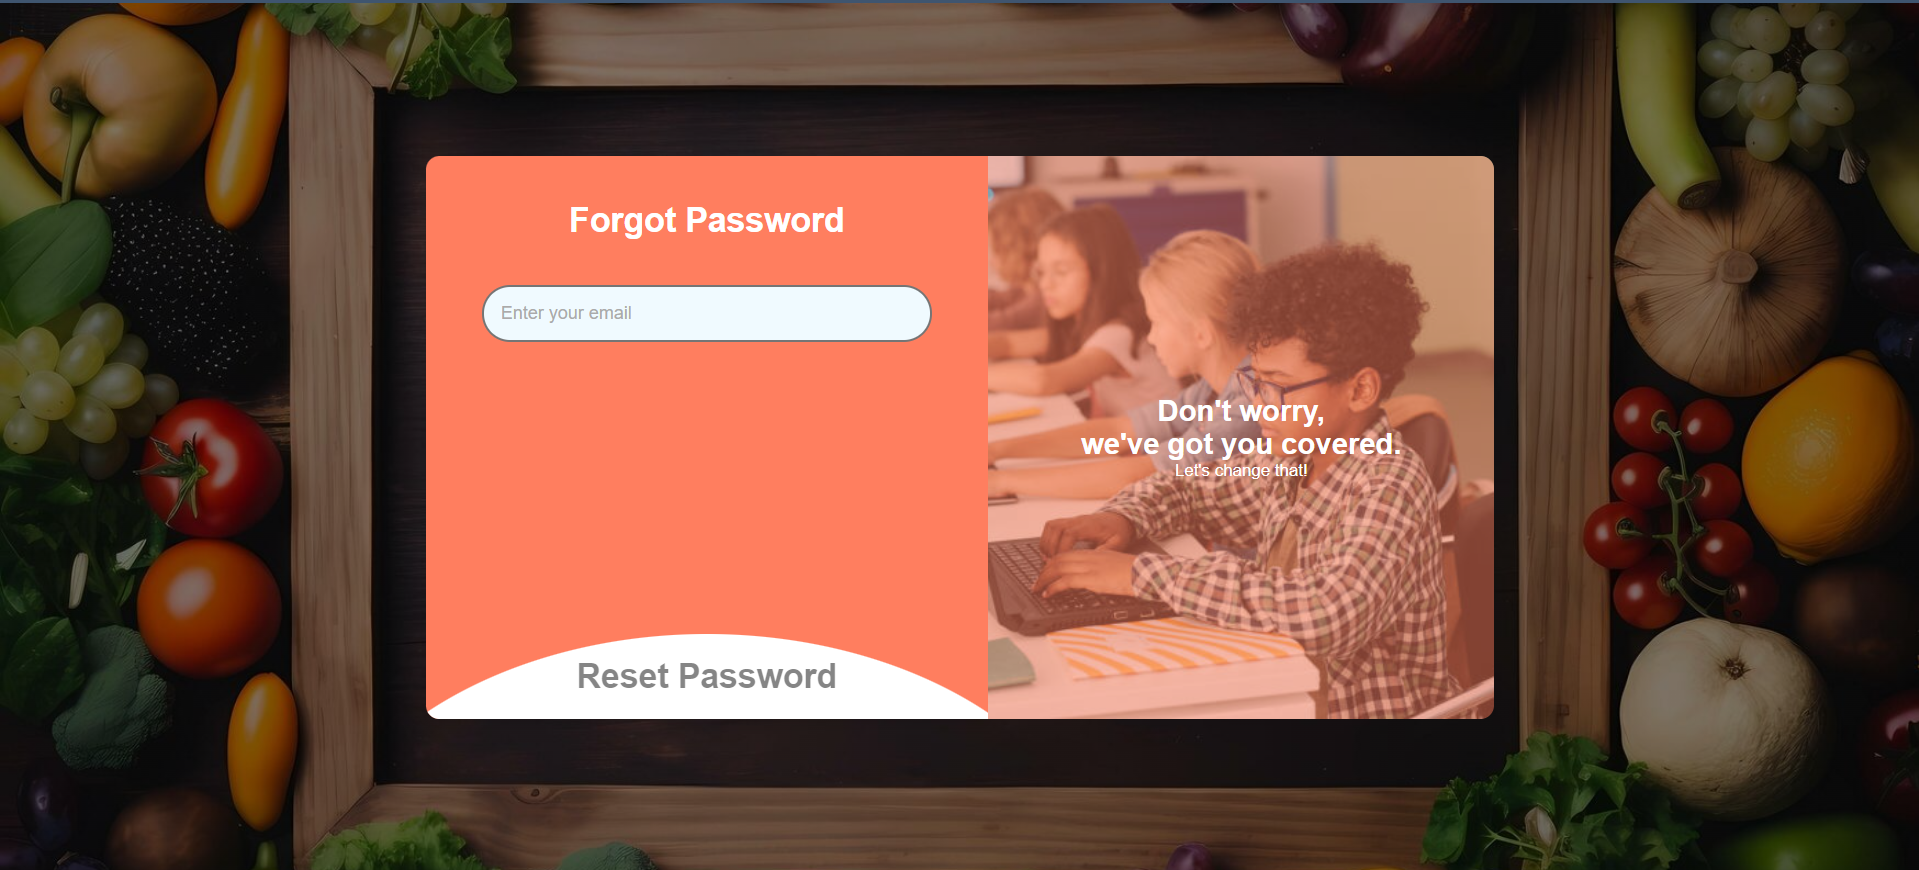 Forgot Password
Enter your email
Reset Password
Don't worry,
we've got you covered.
Let's change that!